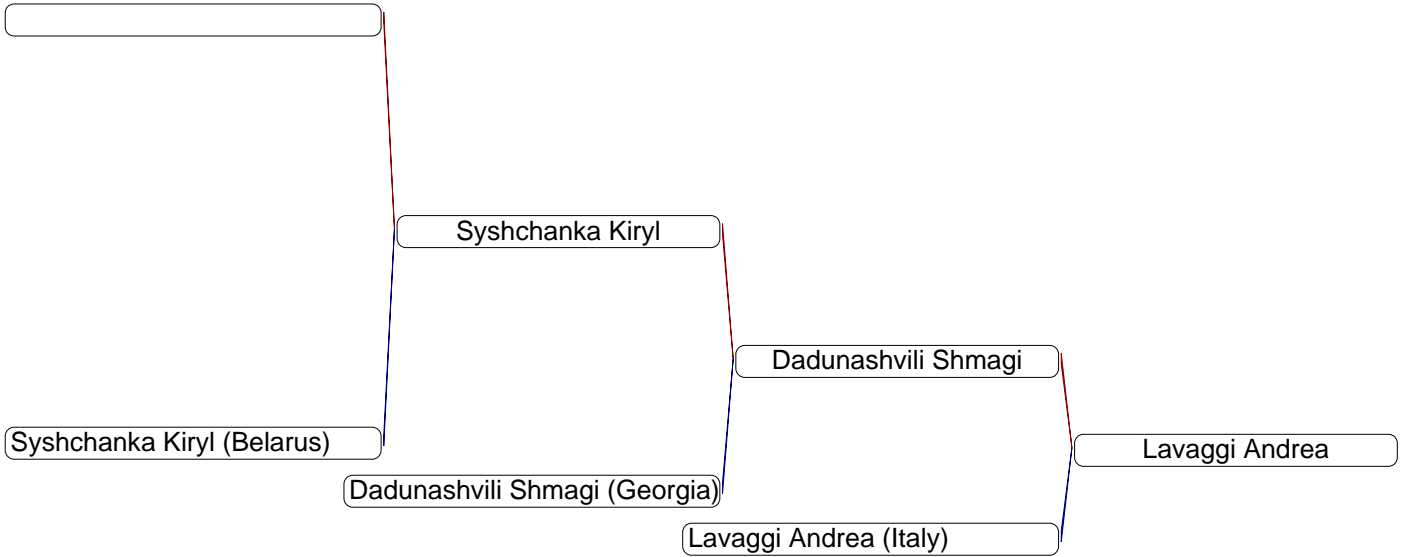 Syshchanka Kiryl
Dadunashvili Shmagi
Syshchanka Kiryl (Belarus)
Lavaggi Andrea
Dadunashvili Shmagi (Georgia)
Lavaggi Andrea (Italy)